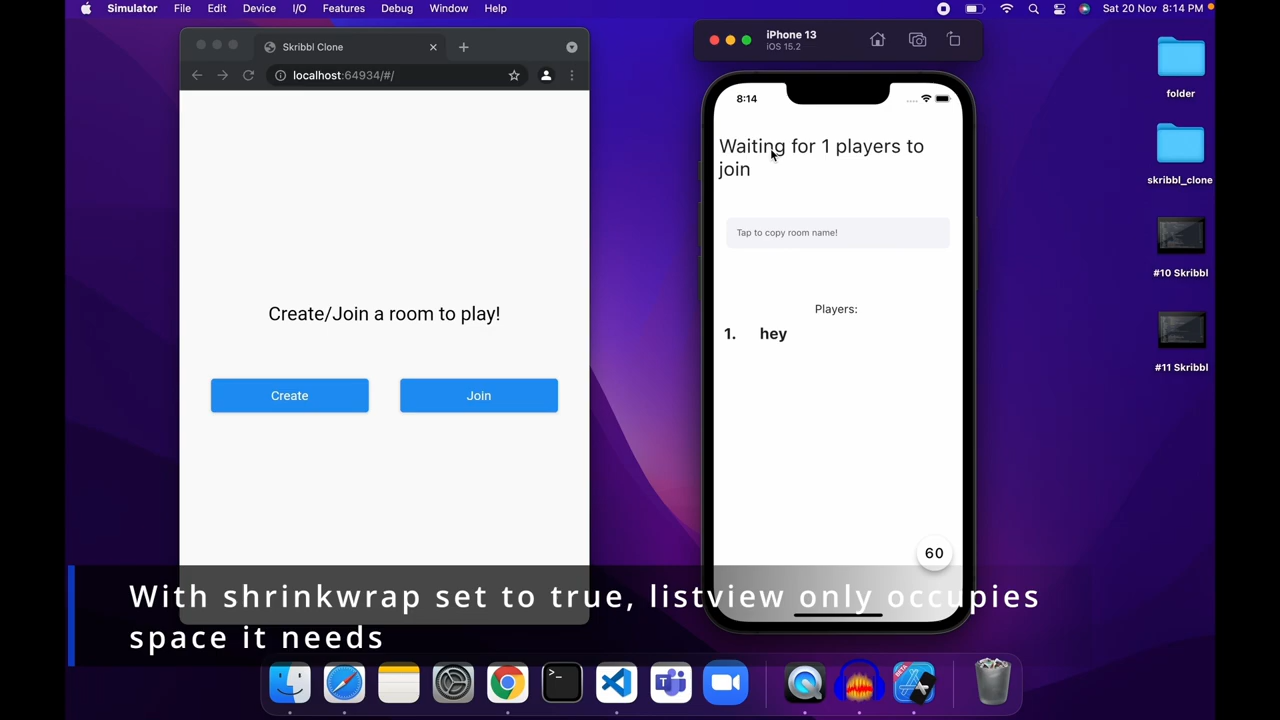 Simulator File Edit Device I/O Features Debug Window Help Sat 20 Nov 8:14 PM
Skribbl Clone
localhost:64934/#/
Create/Join a room to play!
Create Join
iPhone 13
iOS 15.2
8:14
Waiting for 1 players to
join
Tap to copy room name!
Players:
1. hey
60
folder
skribbl_clone
#10 Skribbl
#11 Skribbl
With shrinkwrap set to true, listview only occupies
space it needs
BETA